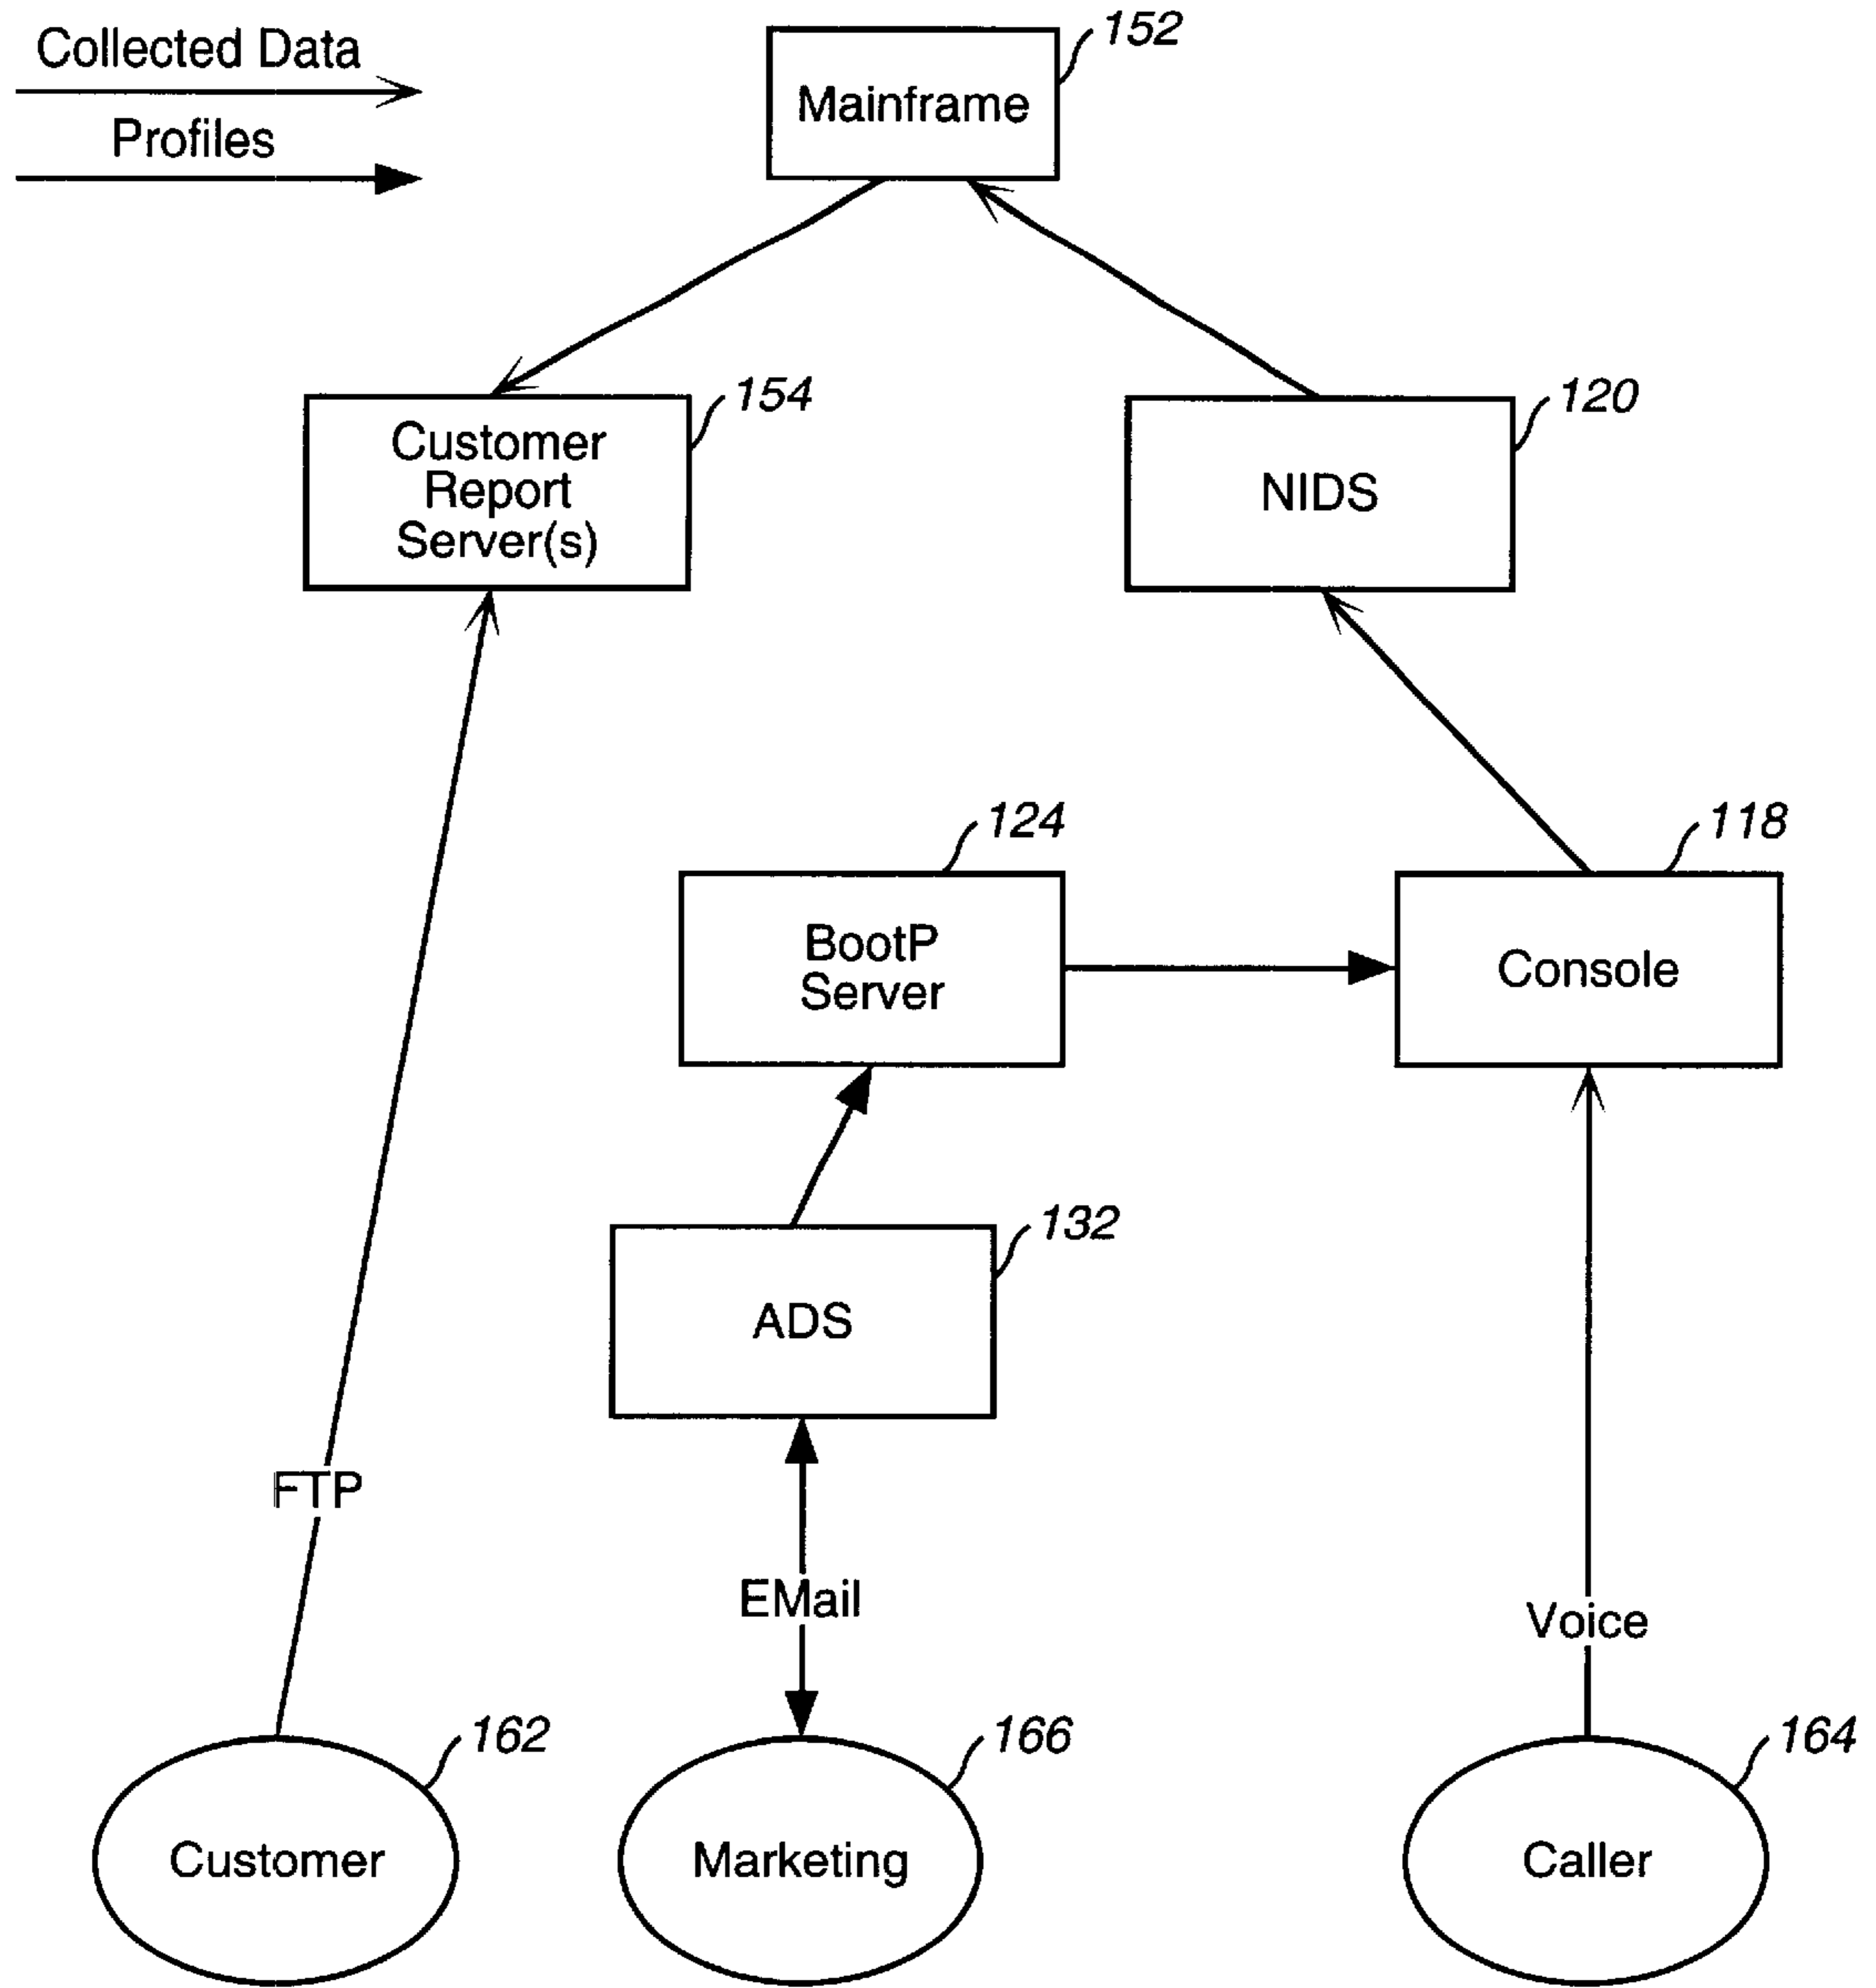 Collected Data
Profiles
152
Mainframe
154
Customer
Report
Server(s)
120
NIDS
124
BootP
Server
118
Console
132
ADS
FTP
EMail
Voice
162
Customer
166
Marketing
164
Caller